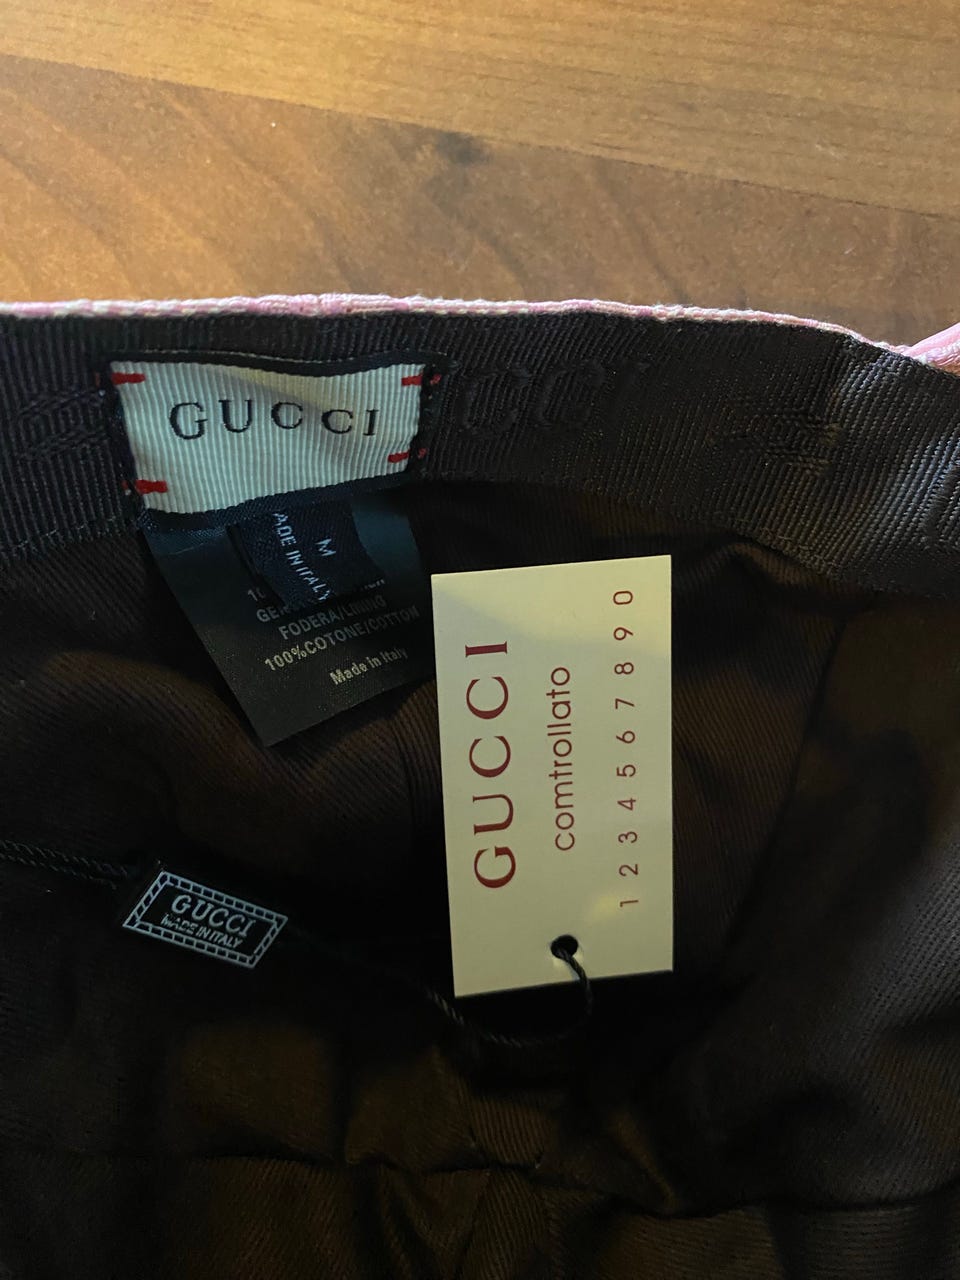 GUCCI
M
ADE IN ITALY
FODERA/LINING
100%COTONE/COTTON
Made in Italy
GUCCI
comtrollato
1 2 3 4 5 6 7 8 9 0
GUCCI
MADE IN ITALY